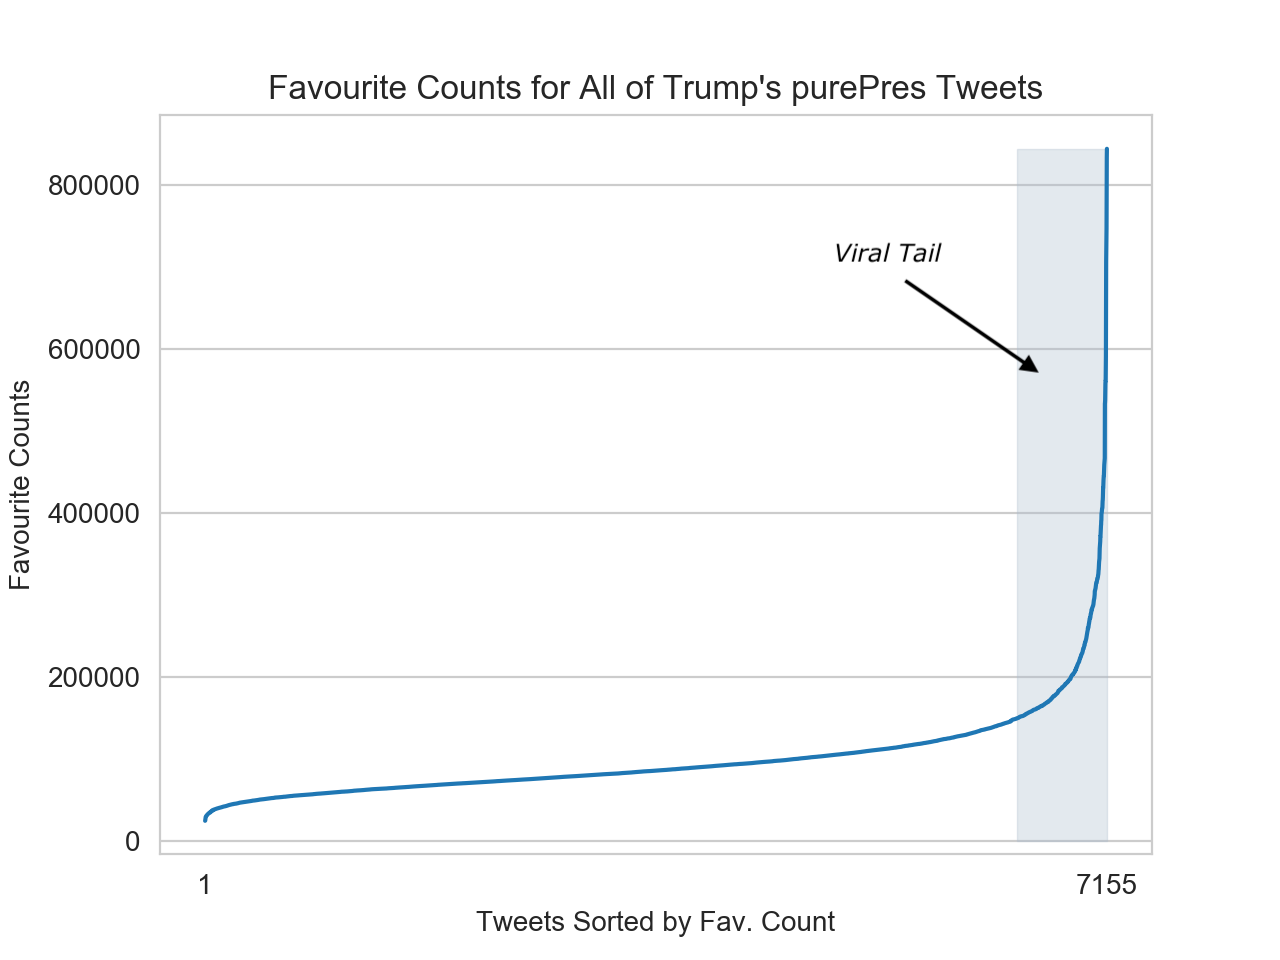 Favourite Counts for All of Trump's purePres Tweets
800000
600000
400000
200000
0
Favourite Counts
Viral Tail
1
7155
Tweets Sorted by Fav. Count